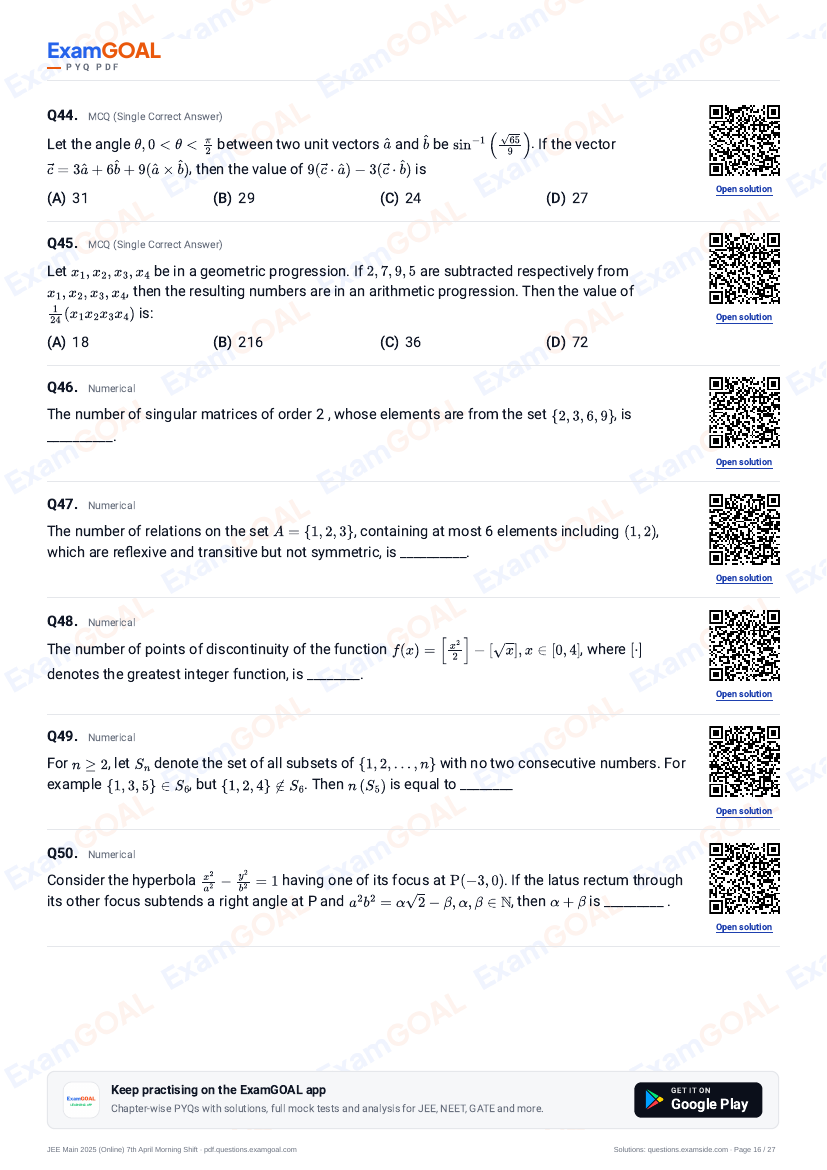 ExamGOAL
PYQ PDF
Q44. MCQ (Single Correct Answer)
Let the angle θ, 0 < θ < π/2 between two unit vectors â and b̂ be sin⁻¹(√65/9). If the vector
c⃗ = 3â + 6b̂ + 9(â × b̂), then the value of 9(c⃗ · â) − 3(c⃗ · b̂) is
(A) 31 (B) 29 (C) 24 (D) 27
Open solution
Q45. MCQ (Single Correct Answer)
Let x₁, x₂, x₃, x₄ be in a geometric progression. If 2, 7, 9, 5 are subtracted respectively from
x₁, x₂, x₃, x₄, then the resulting numbers are in an arithmetic progression. Then the value of
1/24 (x₁x₂x₃x₄) is:
(A) 18 (B) 216 (C) 36 (D) 72
Open solution
Q46. Numerical
The number of singular matrices of order 2 , whose elements are from the set {2, 3, 6, 9}, is
__________.
Open solution
Q47. Numerical
The number of relations on the set A = {1, 2, 3}, containing at most 6 elements including (1, 2),
which are reflexive and transitive but not symmetric, is __________.
Open solution
Q48. Numerical
The number of points of discontinuity of the function f(x) = [x²/2] − [√x], x ∈ [0, 4], where [·]
denotes the greatest integer function, is ________.
Open solution
Q49. Numerical
For n ≥ 2, let Sₙ denote the set of all subsets of {1, 2, …, n} with no two consecutive numbers. For
example {1, 3, 5} ∈ S₆, but {1, 2, 4} ∉ S₆. Then n (S₅) is equal to ________
Open solution
Q50. Numerical
Consider the hyperbola x²/a² − y²/b² = 1 having one of its focus at P(−3, 0). If the latus rectum through
its other focus subtends a right angle at P and a²b² = α√2 − β, α, β ∈ ℕ, then α + β is _________ .
Open solution
Keep practising on the ExamGOAL app
Chapter-wise PYQs with solutions, full mock tests and analysis for JEE, NEET, GATE and more.
ExamGOAL
GET IT ON
Google Play
JEE Main 2025 (Online) 7th April Morning Shift · pdf.questions.examgoal.com
Solutions: questions.examside.com · Page 16 / 27